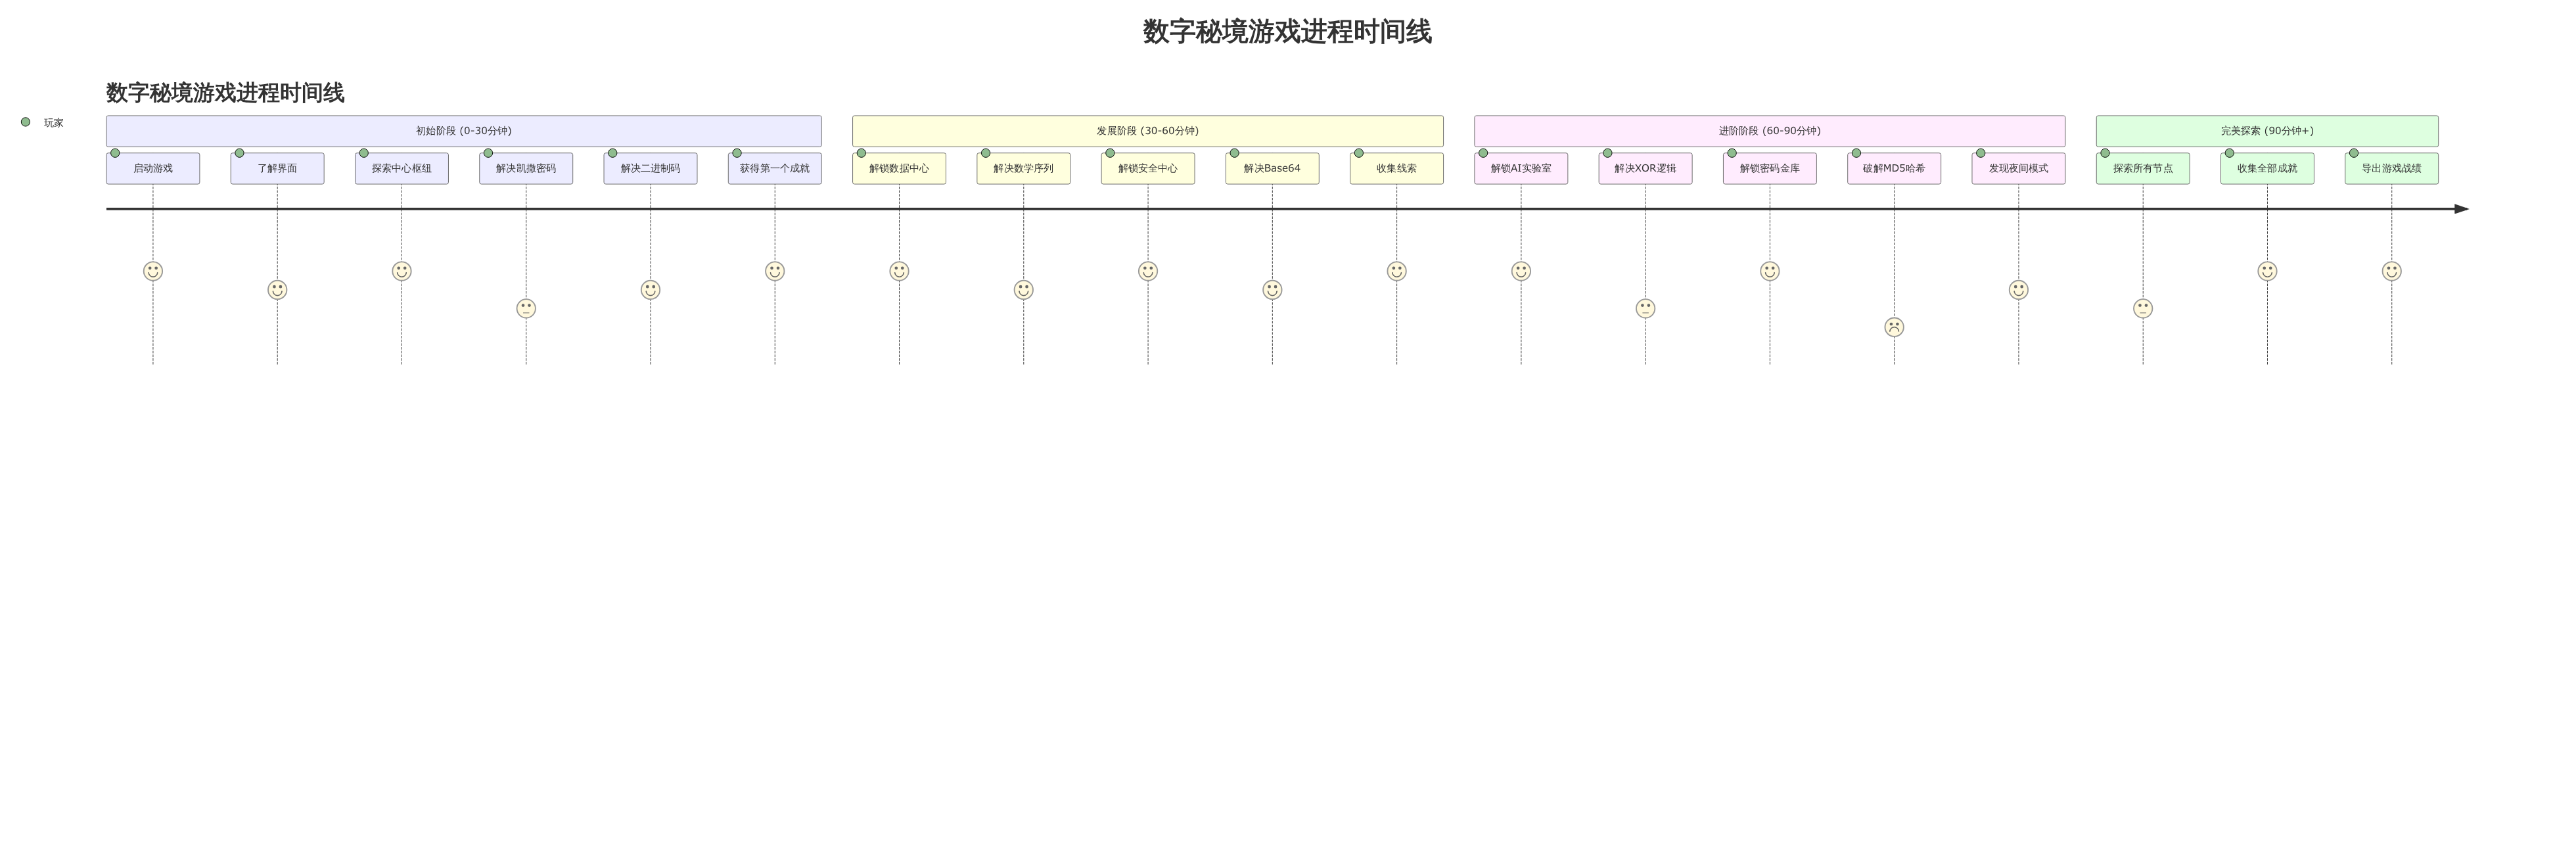 数字秘境游戏进程时间线
数字秘境游戏进程时间线
玩家
初始阶段 (0-30分钟)
发展阶段 (30-60分钟)
进阶阶段 (60-90分钟)
完美探索 (90分钟+)
启动游戏
了解界面
探索中心枢纽
解决凯撒密码
解决二进制码
获得第一个成就
解锁数据中心
解决数学序列
解锁安全中心
解决Base64
收集线索
解锁AI实验室
解决XOR逻辑
解锁密码金库
破解MD5哈希
发现夜间模式
探索所有节点
收集全部成就
导出游戏战绩